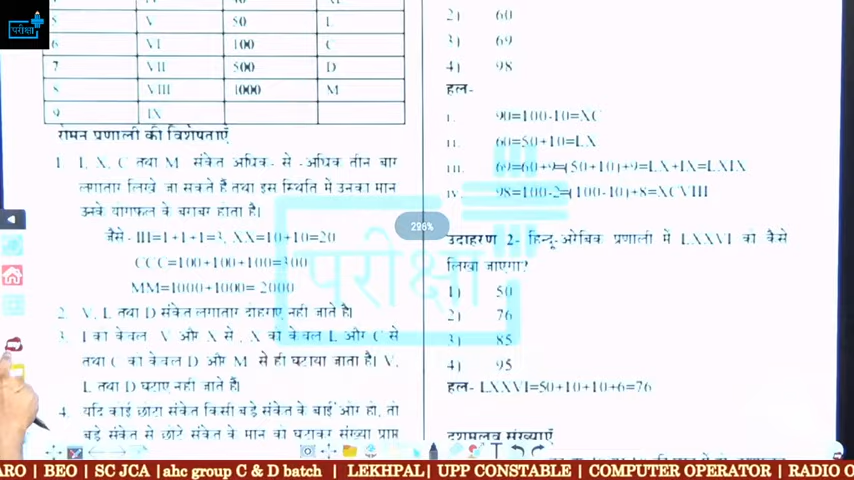 परीक्षा
5 V 50 L
6 VI 100 C
7 VII 500 D
8 VIII 1000 M
9 IX
रोमन प्रणाली की विशेषताएँ
1. I, X, C तथा M संकेत अधिक- से -अधिक तीन बार
लगातार लिखे जा सकते हैं तथा इस स्थिति में उनका मान
उनके योगफल के बराबर होता है।
जैसे- III=1+1+1=3, XX=10+10=20
CCC=100+100+100=300
MM=1000+1000= 2000
2. V, L तथा D संकेत लगातार दोहराए नहीं जाते है।
3. I को केवल V और X से , X को केवल L और C से
तथा C को केवल D और M से ही घटाया जाता है। V,
L तथा D घटाए नहीं जाते हैं।
4. यदि कोई छोटा संकेत किसी बड़े संकेत के बाईं ओर हो, तो
बड़े संकेत से छोटे संकेत के मान को घटाकर संख्या प्राप्त
2) 60
3) 69
4) 98
हल-
I. 90=100-10=XC
II. 60=50+10=LX
III. 69=60+9=(50+10)+9=LX+IX=LXIX
IV. 98=100-2=(100-10)+8=XCVIII
296%
उदाहरण 2- हिन्दू-अरेबिक प्रणाली में LXXVI को कैसे
लिखा जाएगा?
1) 50
2) 76
3) 85
4) 95
हल- LXXVI=50+10+10+6=76
दशमलव संख्याएँ
परीक्षा
ARO | BEO | SC JCA |ahc group C & D batch | LEKHPAL| UPP CONSTABLE | COMPUTER OPERATOR | RADIO O